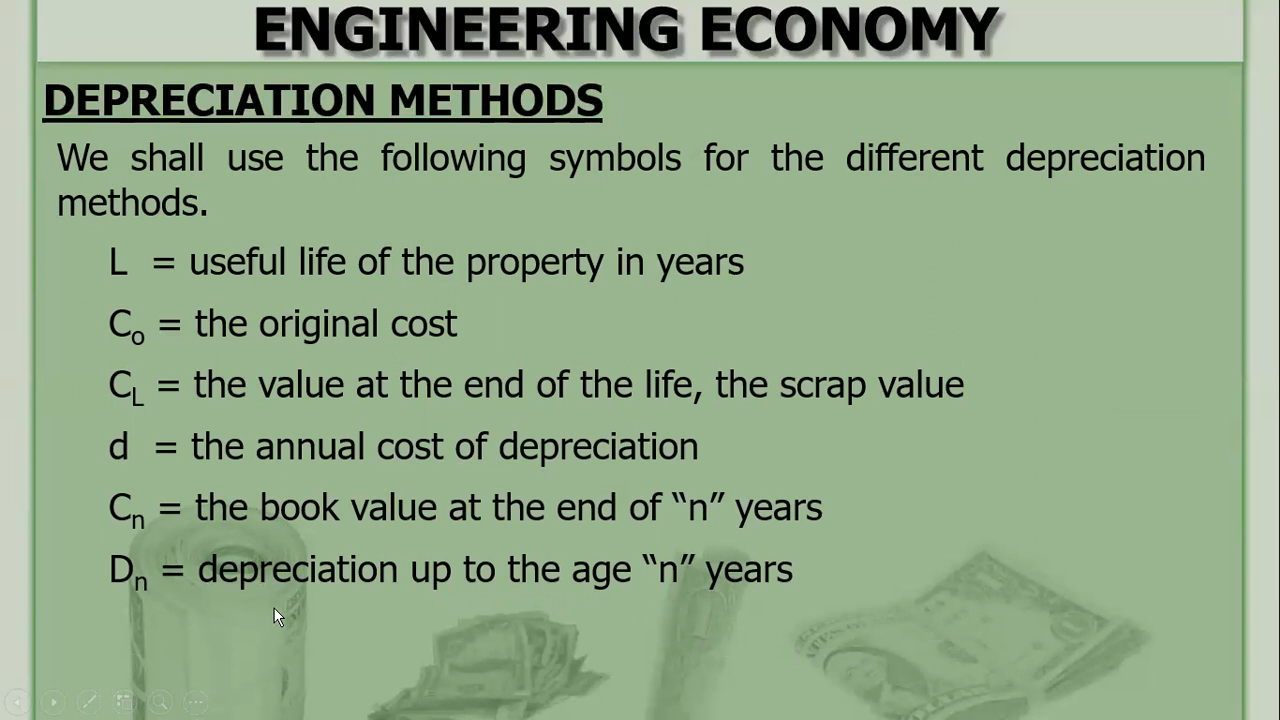 ENGINEERING ECONOMY
DEPRECIATION METHODS
We shall use the following symbols for the different depreciation
methods.
L = useful life of the property in years
Co = the original cost
CL = the value at the end of the life, the scrap value
d = the annual cost of depreciation
Cn = the book value at the end of “n” years
Dn = depreciation up to the age “n” years